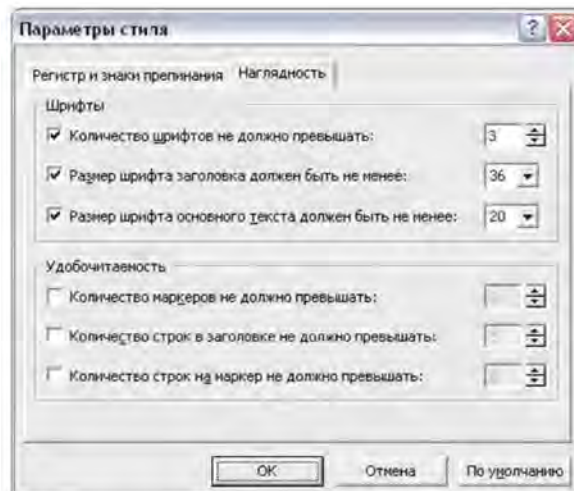 Параметры стиля
Регистр и знаки препинания Наглядность
Шрифты
Количество шрифтов не должно превышать: 3
Размер шрифта заголовка должен быть не менее: 36
Размер шрифта основного текста должен быть не менее: 20
Удобочитаемость
Количество маркеров не должно превышать:
Количество строк в заголовке не должно превышать:
Количество строк на маркер не должно превышать:
ОК Отмена По умолчанию